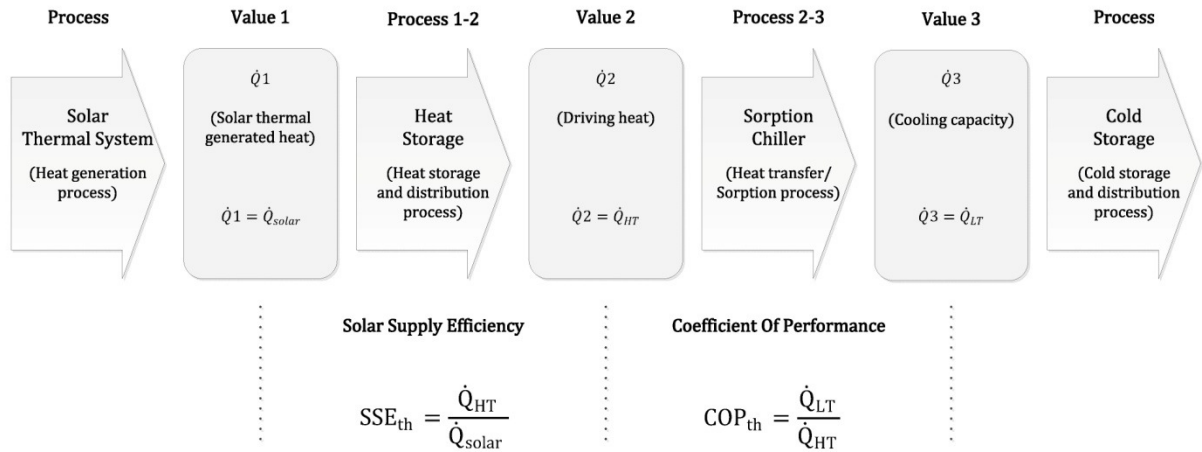 Process
Value 1
Process 1-2
Value 2
Process 2-3
Value 3
Process
Solar
Thermal System
(Heat generation
process)
Q̇1
(Solar thermal
generated heat)
Q̇1 = Q̇solar
Heat
Storage
(Heat storage
and distribution
process)
Q̇2
(Driving heat)
Q̇2 = Q̇HT
Sorption
Chiller
(Heat transfer/
Sorption process)
Q̇3
(Cooling capacity)
Q̇3 = Q̇LT
Cold
Storage
(Cold storage
and distribution
process)
Solar Supply Efficiency
SSEth = Q̇HT / Q̇solar
Coefficient Of Performance
COPth = Q̇LT / Q̇HT